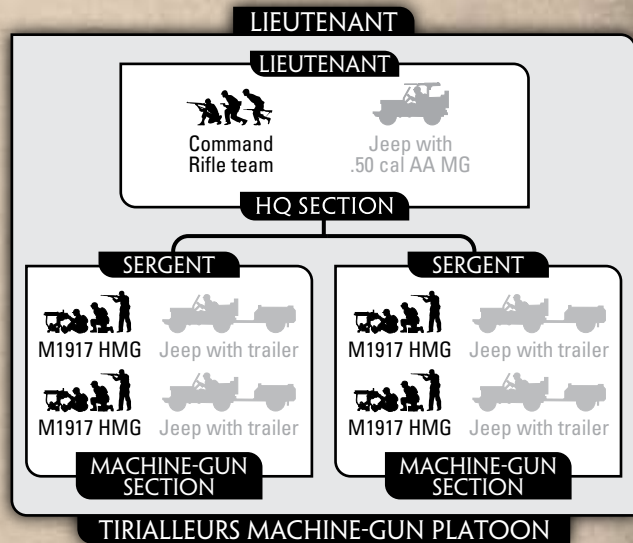 LIEUTENANT
LIEUTENANT
Command
Rifle team
Jeep with
.50 cal AA MG
HQ SECTION
SERGENT
M1917 HMG
Jeep with trailer
M1917 HMG
Jeep with trailer
MACHINE-GUN
SECTION
SERGENT
M1917 HMG
Jeep with trailer
M1917 HMG
Jeep with trailer
MACHINE-GUN
SECTION
TIRIALLEURS MACHINE-GUN PLATOON